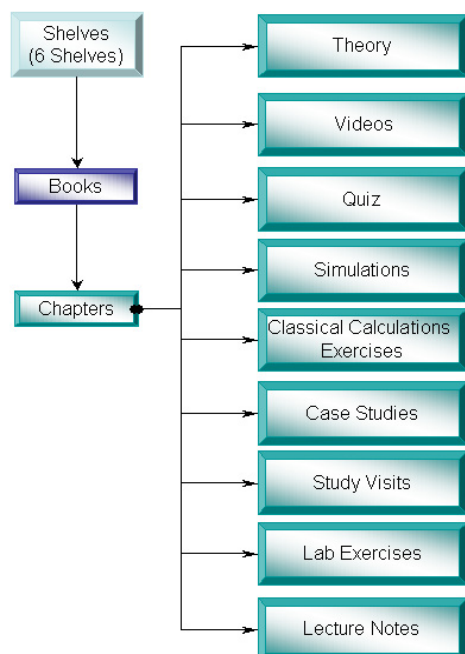 Shelves
(6 Shelves)
Books
Chapters
Theory
Videos
Quiz
Simulations
Classical Calculations
Exercises
Case Studies
Study Visits
Lab Exercises
Lecture Notes